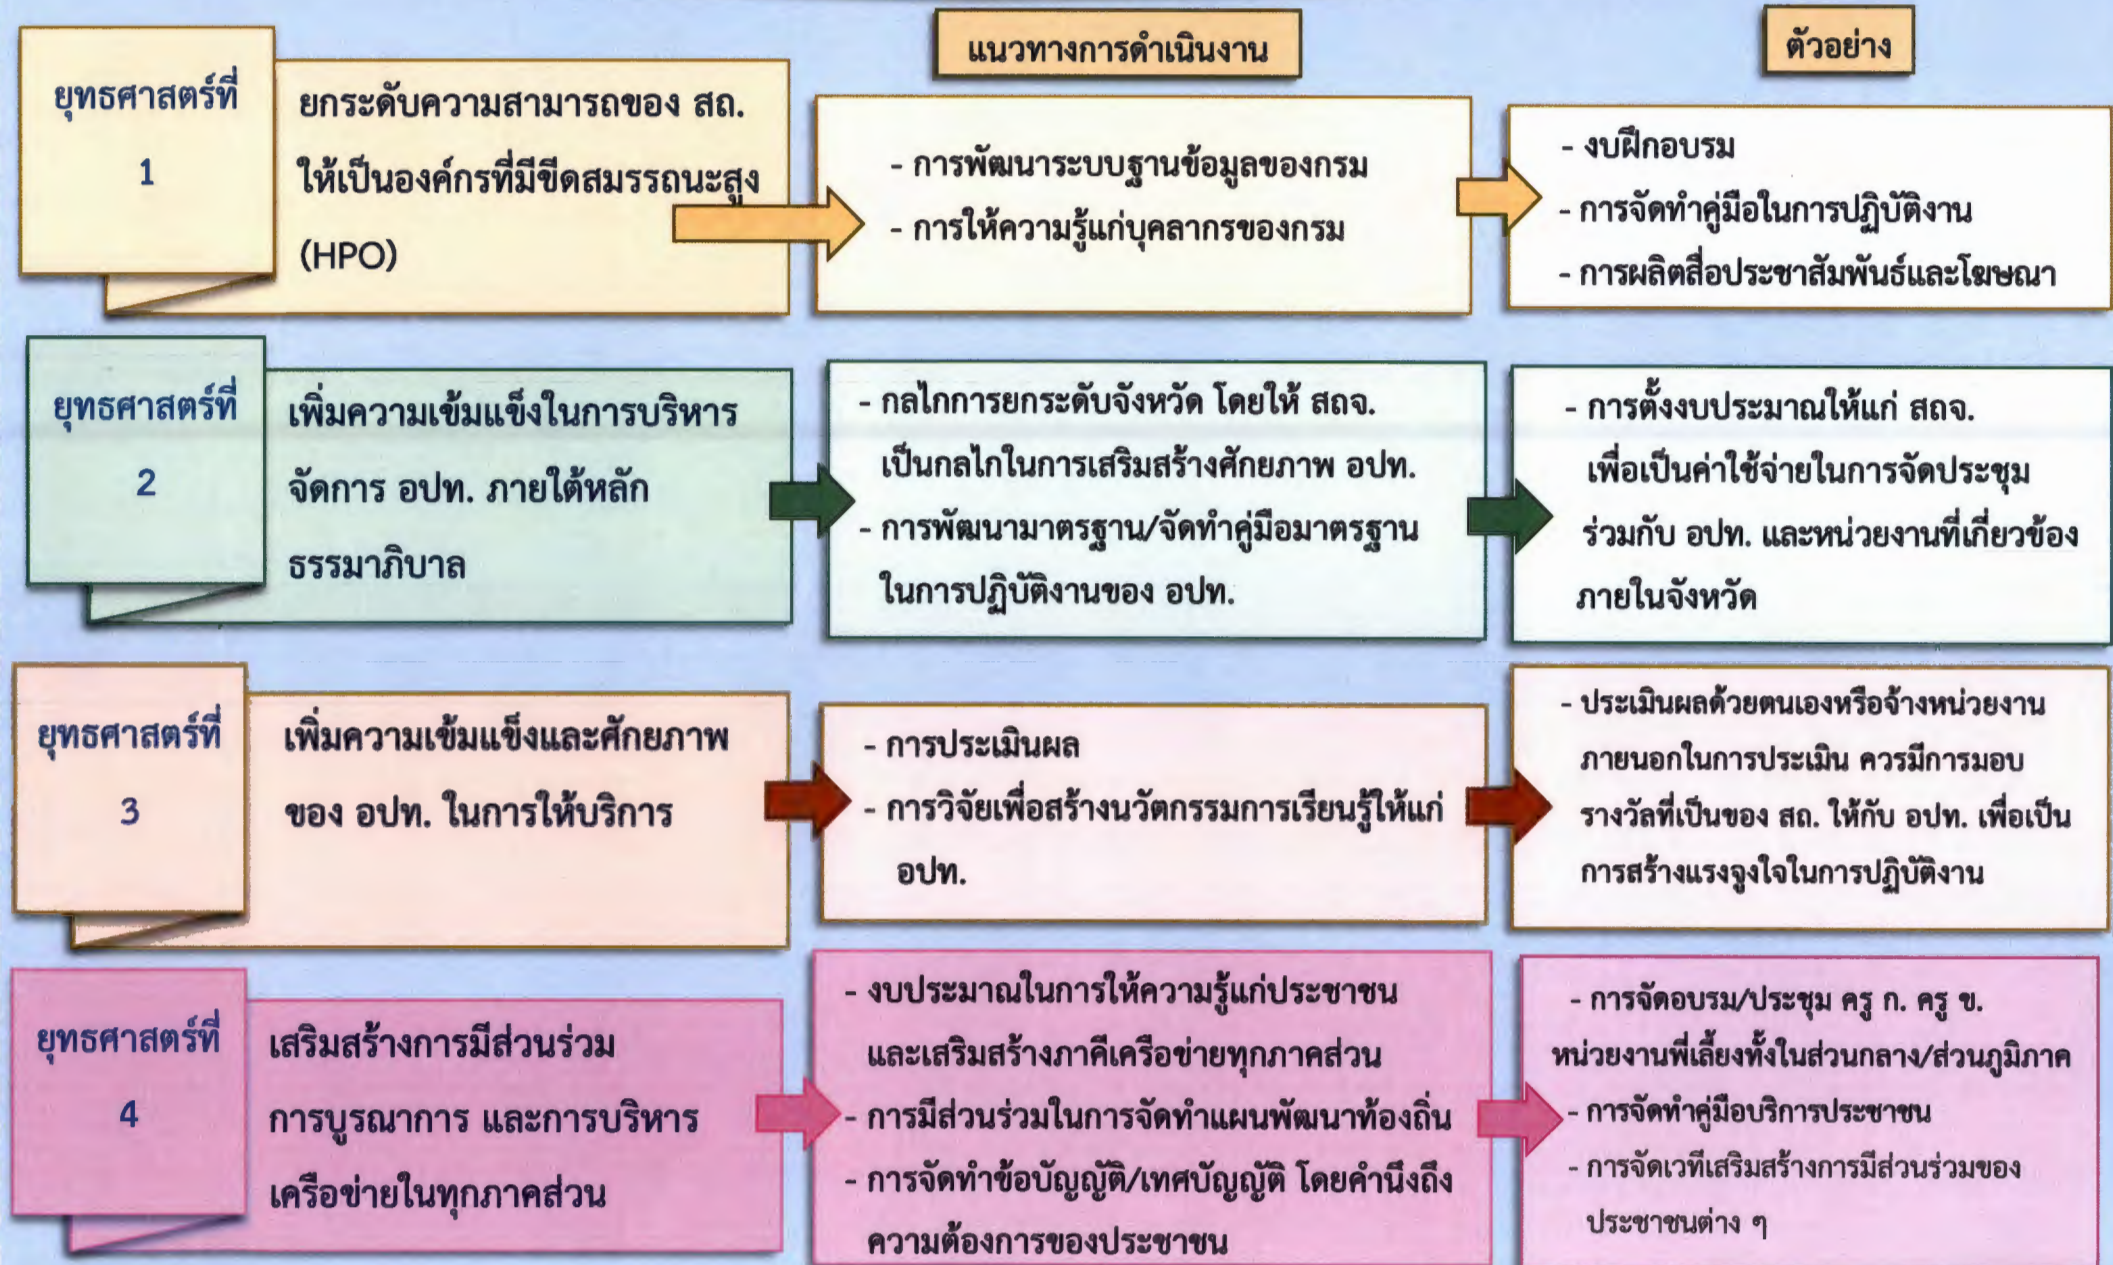 แนวทางการดำเนินงาน
ตัวอย่าง
ยุทธศาสตร์ที่
1
ยกระดับความสามารถของ สถ.
ให้เป็นองค์กรที่มีขีดสมรรถนะสูง
(HPO)
- การพัฒนาระบบฐานข้อมูลของกรม
- การให้ความรู้แก่บุคลากรของกรม
- งบฝึกอบรม
- การจัดทำคู่มือในการปฏิบัติงาน
- การผลิตสื่อประชาสัมพันธ์และโฆษณา
ยุทธศาสตร์ที่
2
เพิ่มความเข้มแข็งในการบริหาร
จัดการ อปท. ภายใต้หลัก
ธรรมาภิบาล
- กลไกการยกระดับจังหวัด โดยให้ สถจ.
เป็นกลไกในการเสริมสร้างศักยภาพ อปท.
- การพัฒนามาตรฐาน/จัดทำคู่มือมาตรฐาน
ในการปฏิบัติงานของ อปท.
- การตั้งงบประมาณให้แก่ สถจ.
เพื่อเป็นค่าใช้จ่ายในการจัดประชุม
ร่วมกับ อปท. และหน่วยงานที่เกี่ยวข้อง
ภายในจังหวัด
ยุทธศาสตร์ที่
3
เพิ่มความเข้มแข็งและศักยภาพ
ของ อปท. ในการให้บริการ
- การประเมินผล
- การวิจัยเพื่อสร้างนวัตกรรมการเรียนรู้ให้แก่
อปท.
- ประเมินผลด้วยตนเองหรือจ้างหน่วยงาน
ภายนอกในการประเมิน ควรมีการมอบ
รางวัลที่เป็นของ สถ. ให้กับ อปท. เพื่อเป็น
การสร้างแรงจูงใจในการปฏิบัติงาน
ยุทธศาสตร์ที่
4
เสริมสร้างการมีส่วนร่วม
การบูรณาการ และการบริหาร
เครือข่ายในทุกภาคส่วน
- งบประมาณในการให้ความรู้แก่ประชาชน
และเสริมสร้างภาคีเครือข่ายทุกภาคส่วน
- การมีส่วนร่วมในการจัดทำแผนพัฒนาท้องถิ่น
- การจัดทำข้อบัญญัติ/เทศบัญญัติ โดยคำนึงถึง
ความต้องการของประชาชน
- การจัดอบรม/ประชุม ครู ก. ครู ข.
หน่วยงานพี่เลี้ยงทั้งในส่วนกลาง/ส่วนภูมิภาค
- การจัดทำคู่มือบริการประชาชน
- การจัดเวทีเสริมสร้างการมีส่วนร่วมของ
ประชาชนต่าง ๆ